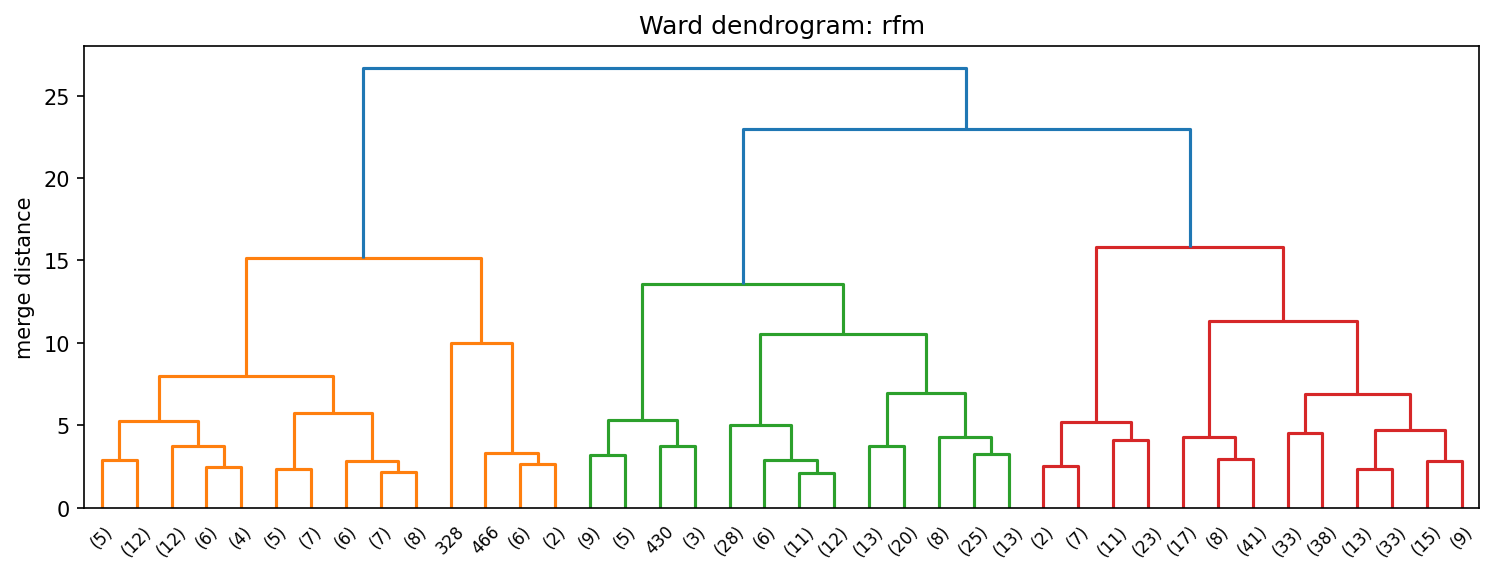 Ward dendrogram: rfm
merge distance
25
20
15
10
5
0
(5) (12) (12) (6) (4) (5) (7) (6) (7) (8) 328 466 (6) (2) (9) (5) 430 (3) (28) (6) (11) (12) (13) (20) (8) (25) (13) (2) (7) (11) (23) (17) (8) (41) (33) (38) (13) (33) (15) (9)